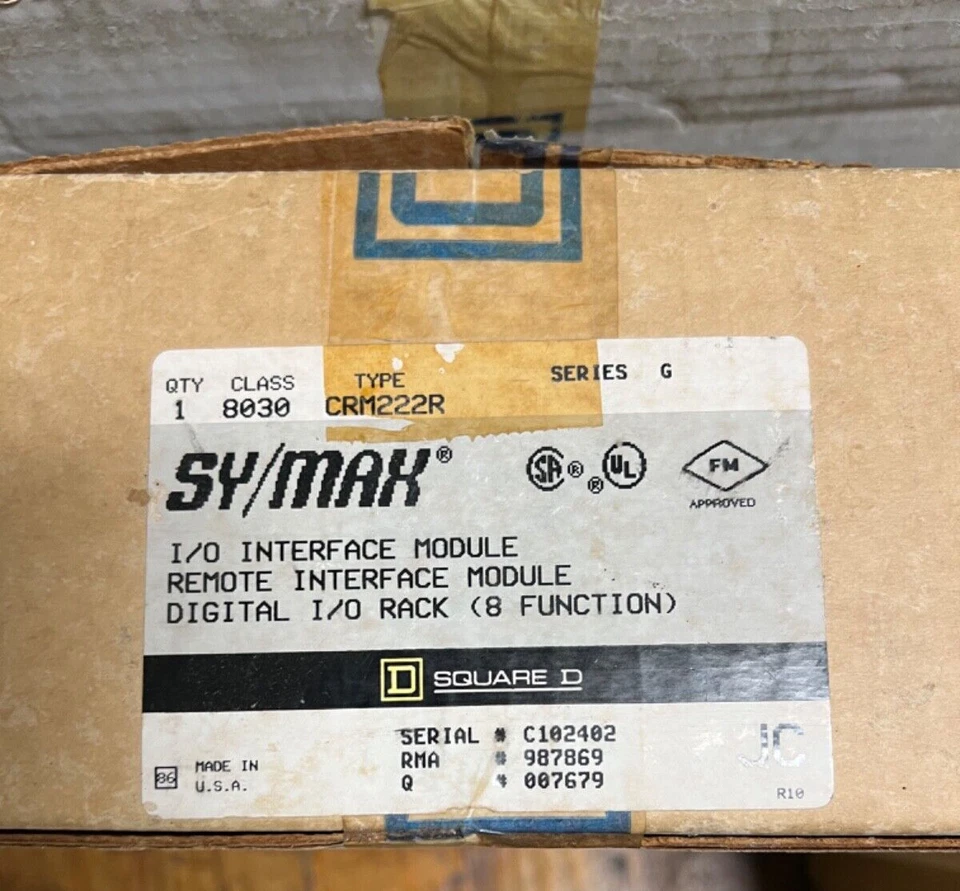 QTY CLASS TYPE SERIES G
1 8030 CRM222R
SY/MAX®
SA ® ® UL
FM
APPROVED
I/O INTERFACE MODULE
REMOTE INTERFACE MODULE
DIGITAL I/O RACK (8 FUNCTION)
D SQUARE D
SERIAL # C102402
RMA # 987869
Q # 007679
86 MADE IN
U.S.A.
JC
R10